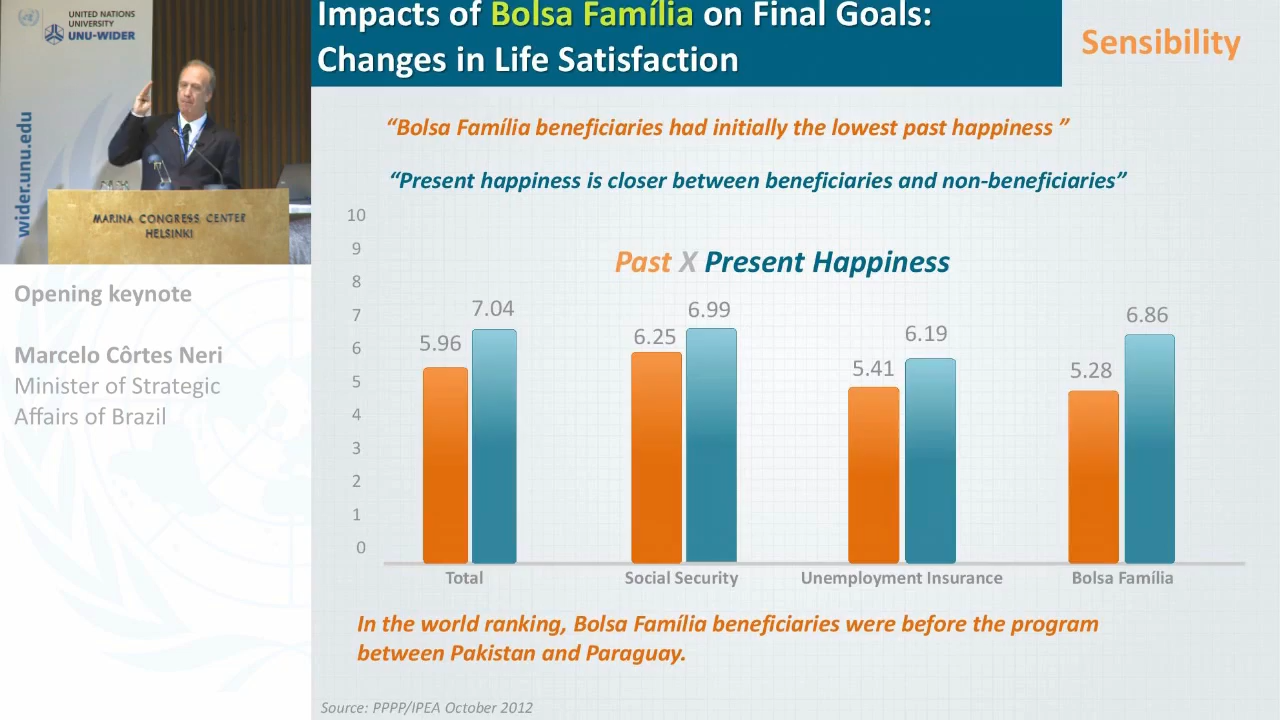 UNITED NATIONS
UNIVERSITY
UNU-WIDER
wider.unu.edu
MARINA CONGRESS CENTER
HELSINKI
Opening keynote
Marcelo Côrtes Neri
Minister of Strategic
Affairs of Brazil
Impacts of Bolsa Família on Final Goals:
Changes in Life Satisfaction
Sensibility
“Bolsa Família beneficiaries had initially the lowest past happiness ”
“Present happiness is closer between beneficiaries and non-beneficiaries”
Past X Present Happiness
10
9
8
7
6
5
4
3
2
1
0
5.96
7.04
6.25
6.99
5.41
6.19
5.28
6.86
Total
Social Security
Unemployment Insurance
Bolsa Família
In the world ranking, Bolsa Família beneficiaries were before the program
between Pakistan and Paraguay.
Source: PPPP/IPEA October 2012